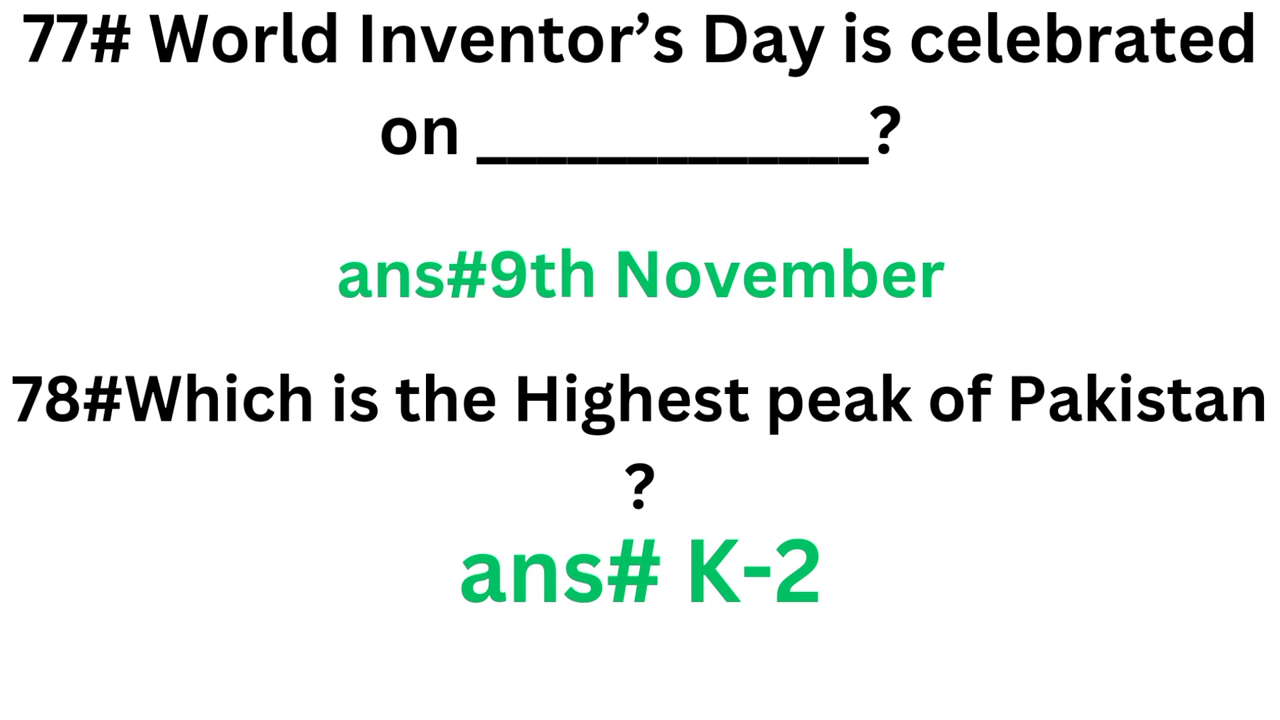 77# World Inventor’s Day is celebrated
on _____________?
ans#9th November
78#Which is the Highest peak of Pakistan
?
ans# K-2